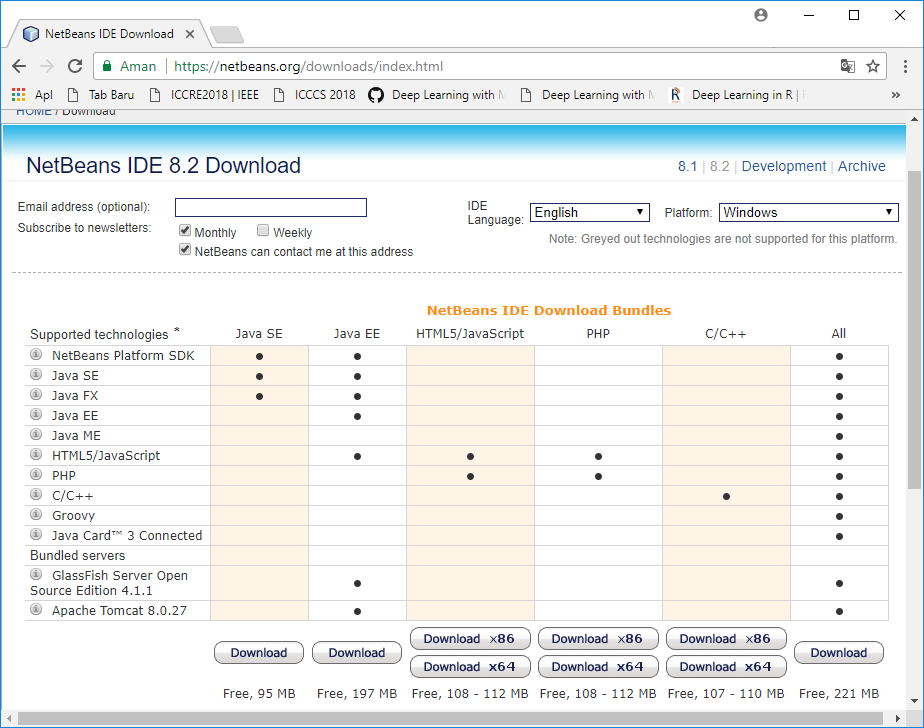 NetBeans IDE Download
Aman https://netbeans.org/downloads/index.html
Apl Tab Baru ICCRE2018 | IEEE ICCCS 2018 Deep Learning with Deep Learning with Deep Learning in R |
HOME / Download
NetBeans IDE 8.2 Download 8.1 | 8.2 | Development | Archive
Email address (optional):
Subscribe to newsletters:
Monthly Weekly
NetBeans can contact me at this address
IDE
Language: English Platform: Windows
Note: Greyed out technologies are not supported for this platform.
NetBeans IDE Download Bundles
Supported technologies * Java SE Java EE HTML5/JavaScript PHP C/C++ All
NetBeans Platform SDK • • •
Java SE • • •
Java FX • • •
Java EE • •
Java ME •
HTML5/JavaScript • • • •
PHP • • •
C/C++ • •
Groovy •
Java Card™ 3 Connected •
Bundled servers
GlassFish Server Open
Source Edition 4.1.1 • •
Apache Tomcat 8.0.27 • •
Download Download Download x86 Download x86 Download x86 Download
Download x64 Download x64 Download x64
Free, 95 MB Free, 197 MB Free, 108 - 112 MB Free, 108 - 112 MB Free, 107 - 110 MB Free, 221 MB